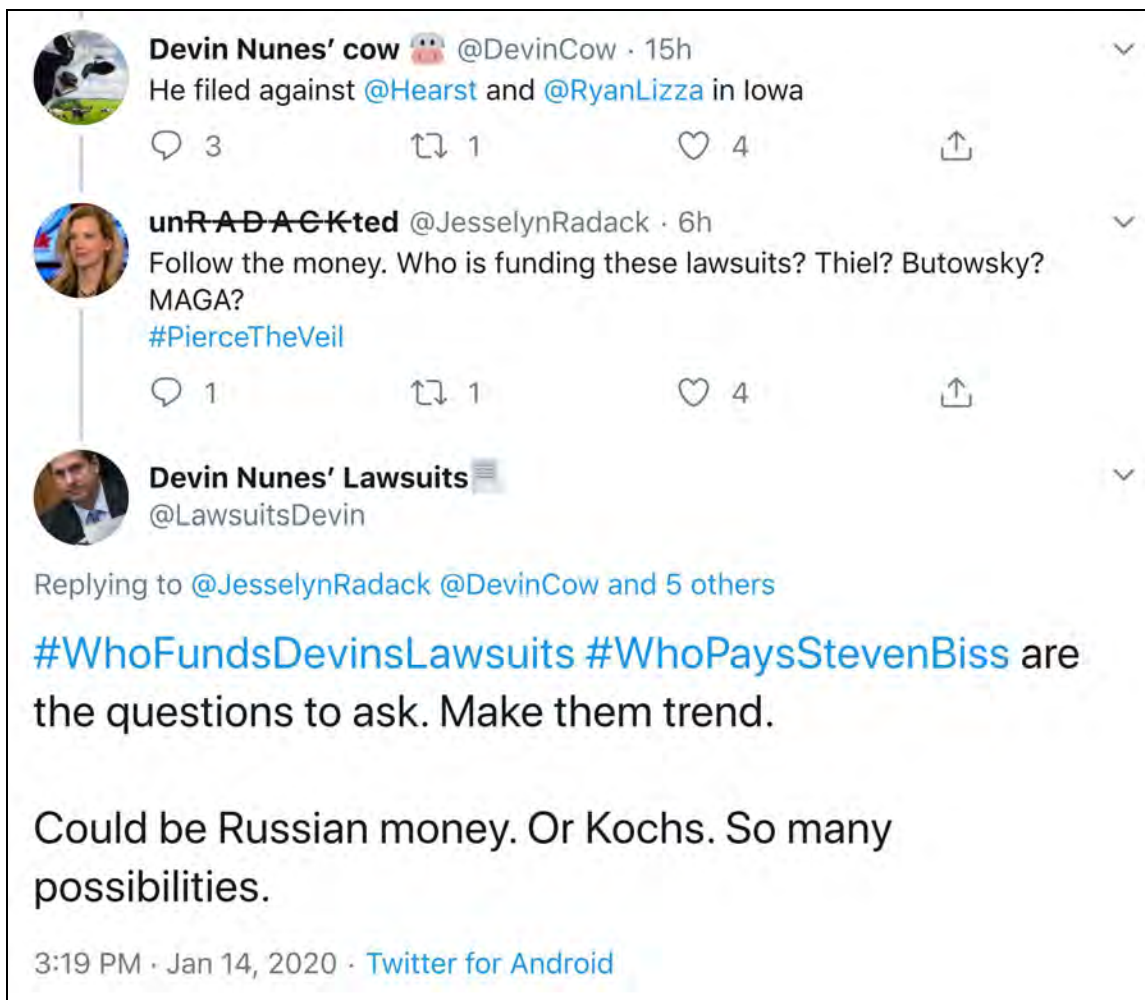 Devin Nunes’ cow 🐮 @DevinCow · 15h
He filed against @Hearst and @RyanLizza in Iowa
3 1 4
unRADACKted @JesselynRadack · 6h
Follow the money. Who is funding these lawsuits? Thiel? Butowsky?
MAGA?
#PierceTheVeil
1 1 4
Devin Nunes’ Lawsuits
@LawsuitsDevin
Replying to @JesselynRadack @DevinCow and 5 others
#WhoFundsDevinsLawsuits #WhoPaysStevenBiss are
the questions to ask. Make them trend.
Could be Russian money. Or Kochs. So many
possibilities.
3:19 PM · Jan 14, 2020 · Twitter for Android